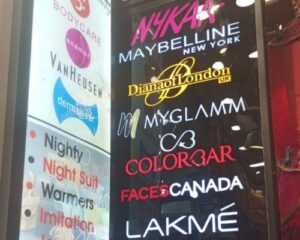 BODYCARE
VANHEUSEN
dermawear
Nighty
Night Suit
Warmers
Imitation
NYKAA
MAYBELLINE
NEW YORK
Diana of London
UK
MYGLAMM
COLORBAR
FACES CANADA
LAKMÉ